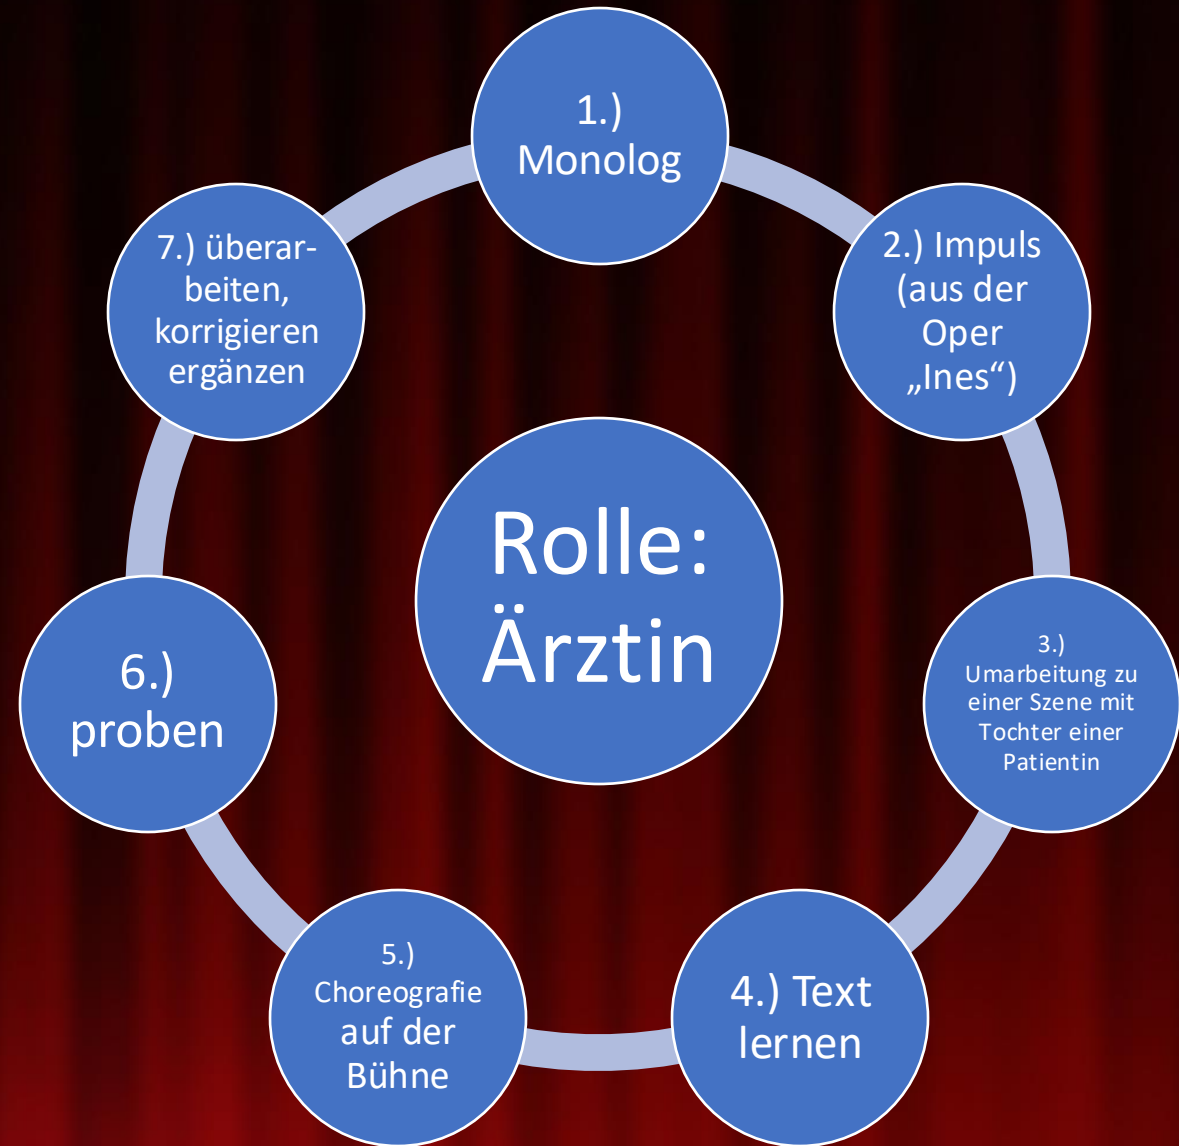 1.)
Monolog
2.) Impuls
(aus der
Oper
„Ines“)
3.)
Umarbeitung zu
einer Szene mit
Tochter einer
Patientin
4.) Text
lernen
5.)
Choreografie
auf der
Bühne
6.)
proben
7.) überar-
beiten,
korrigieren
ergänzen
Rolle:
Ärztin